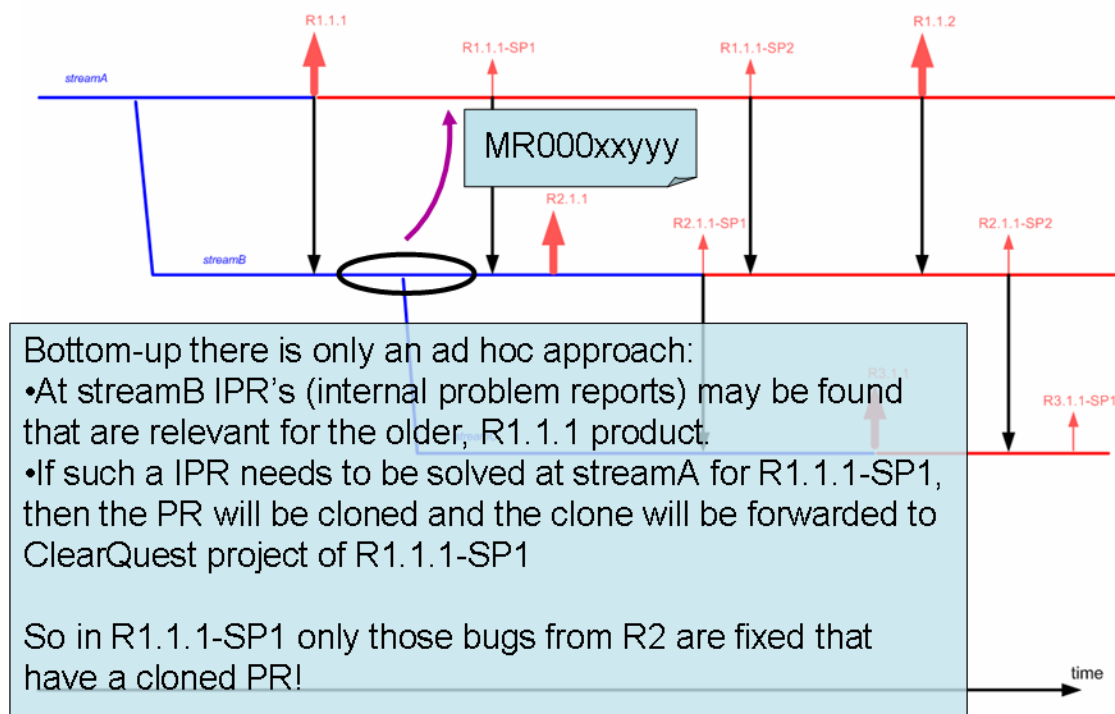 R1.1.1
R1.1.2
R1.1.1-SP1
R1.1.1-SP2
streamA
MR000xxyyy
R2.1.1
R2.1.1-SP1
R2.1.1-SP2
streamB
Bottom-up there is only an ad hoc approach:
•At streamB IPR's (internal problem reports) may be found
that are relevant for the older, R1.1.1 product.
R3.1.1
R3.1.1-SP1
•If such a IPR needs to be solved at streamA for R1.1.1-SP1,
then the PR will be cloned and the clone will be forwarded to
ClearQuest project of R1.1.1-SP1
So in R1.1.1-SP1 only those bugs from R2 are fixed that
have a cloned PR!
time